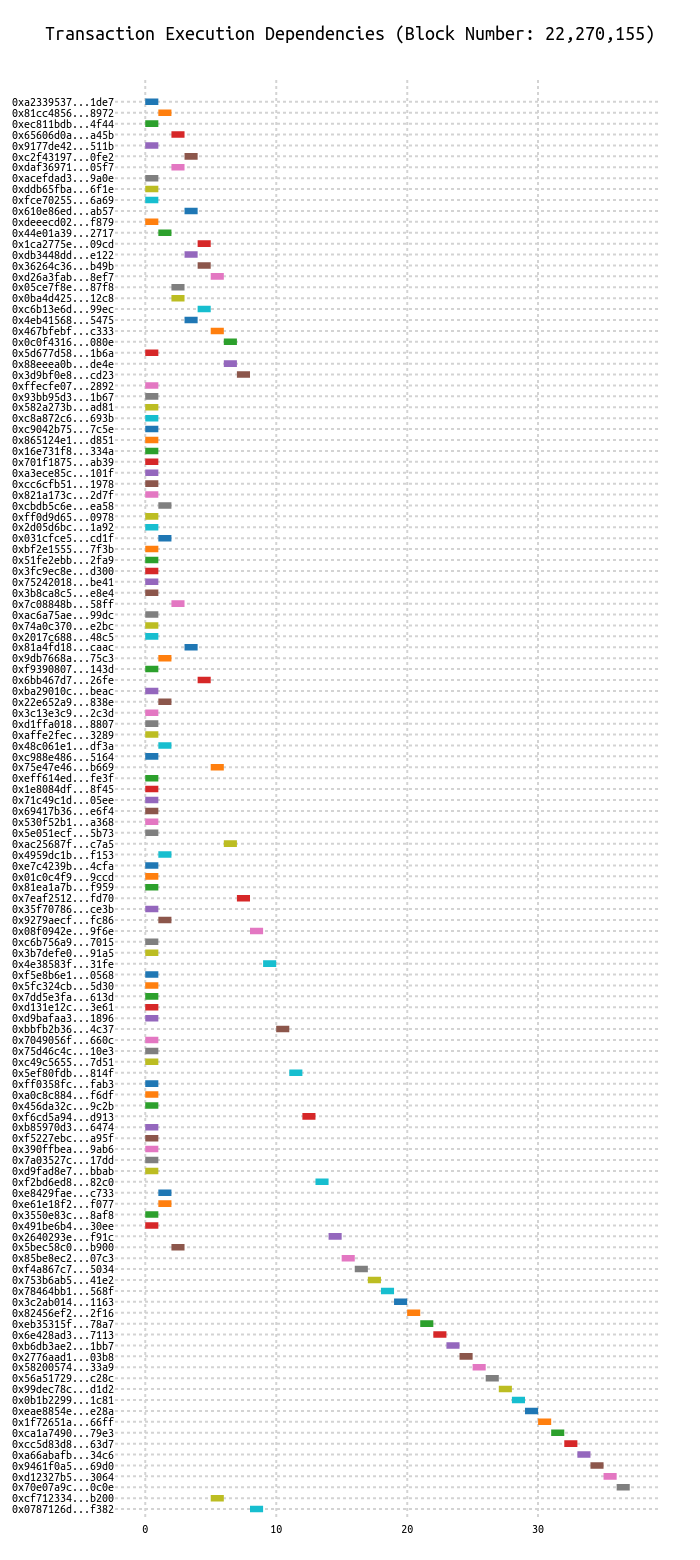 Transaction Execution Dependencies (Block Number: 22,270,155)
0xa2339537...1de7
0x81cc4856...8972
0xec811bdb...4f44
0x65606d0a...a45b
0x9177de42...511b
0xc2f43197...0fe2
0xdaf36971...05f7
0xacefdad3...9a0e
0xddb65fba...6f1e
0xfce70255...6a69
0x610e86ed...ab57
0xdeeecd02...f879
0x44e01a39...2717
0x1ca2775e...09cd
0xdb3448dd...e122
0x36264c36...b49b
0xd26a3fab...8ef7
0x05ce7f8e...87f8
0x0ba4d425...12c8
0xc6b13e6d...99ec
0x4eb41568...5475
0x467bfebf...c333
0x0c0f4316...080e
0x5d677d58...1b6a
0x88eeea0b...de4e
0x3d9bf0e8...cd23
0xffecfe07...2892
0x93bb95d3...1b67
0x582a273b...ad81
0xc8a872c6...693b
0xc9042b75...7c5e
0x865124e1...d851
0x16e731f8...334a
0x701f1875...ab39
0xa3ece85c...101f
0xcc6cfb51...1978
0x821a173c...2d7f
0xcbdb5c6e...ea58
0xff0d9d65...0978
0x2d05d6bc...1a92
0x031cfce5...cd1f
0xbf2e1555...7f3b
0x51fe2ebb...2fa9
0x3fc9ec8e...d300
0x75242018...be41
0x3b8ca8c5...e8e4
0x7c08848b...58ff
0xac6a75ae...99dc
0x74a0c370...e2bc
0x2017c688...48c5
0x81a4fd18...caac
0x9db7668a...75c3
0xf9390807...143d
0x6bb467d7...26fe
0xba29010c...beac
0x22e652a9...838e
0x3c13e3c9...2c3d
0xd1ffa018...8807
0xaffe2fec...3289
0x48c061e1...df3a
0xc988e486...5164
0x75e47e46...b669
0xeff614ed...fe3f
0x1e8084df...8f45
0x71c49c1d...05ee
0x69417b36...e6f4
0x530f52b1...a368
0x5e051ecf...5b73
0xac25687f...c7a5
0x4959dc1b...f153
0xe7c4239b...4cfa
0x01c0c4f9...9ccd
0x81ea1a7b...f959
0x7eaf2512...fd70
0x35f70786...ce3b
0x9279aecf...fc86
0x08f0942e...9f6e
0xc6b756a9...7015
0x3b7defe0...91a5
0x4e38583f...31fe
0xf5e8b6e1...0568
0x5fc324cb...5d30
0x7dd5e3fa...613d
0xd131e12c...3e61
0xd9bafaa3...1896
0xbbfb2b36...4c37
0x7049056f...660c
0x75d46c4c...10e3
0xc49c5655...7d51
0x5ef80fdb...814f
0xff0358fc...fab3
0xa0c8c884...f6df
0x456da32c...9c2b
0xf6cd5a94...d913
0xb85970d3...6474
0xf5227ebc...a95f
0x390ffbea...9ab6
0x7a03527c...17dd
0xd9fad8e7...bbab
0xf2bd6ed8...82c0
0xe8429fae...c733
0xe61e18f2...f077
0x3550e83c...8af8
0x491be6b4...30ee
0x2640293e...f91c
0x5bec58c0...b900
0x85be8ec2...07c3
0xf4a867c7...5034
0x753b6ab5...41e2
0x78464bb1...568f
0x3c2ab014...1163
0x82456ef2...2f16
0xeb35315f...78a7
0x6e428ad3...7113
0xb6db3ae2...1bb7
0x2776aad1...03b8
0x58200574...33a9
0x56a51729...c28c
0x99dec78c...d1d2
0x0b1b2299...1c81
0xeae8854e...e28a
0x1f72651a...66ff
0xca1a7490...79e3
0xcc5d83d8...63d7
0xa66abafb...34c6
0x9461f0a5...69d0
0xd12327b5...3064
0x70e07a9c...0c0e
0xcf712334...b200
0x0787126d...f382
0 10 20 30